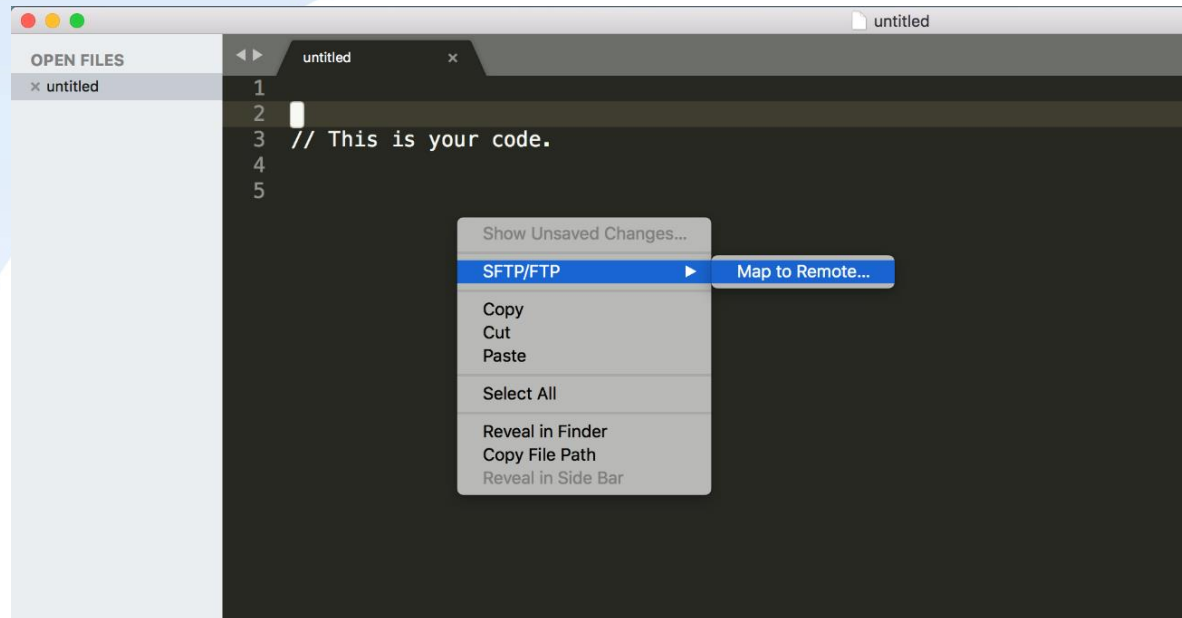 untitled
OPEN FILES
untitled ×
× untitled
1
2
3 // This is your code.
4
5
Show Unsaved Changes...
SFTP/FTP ▶ Map to Remote...
Copy
Cut
Paste
Select All
Reveal in Finder
Copy File Path
Reveal in Side Bar